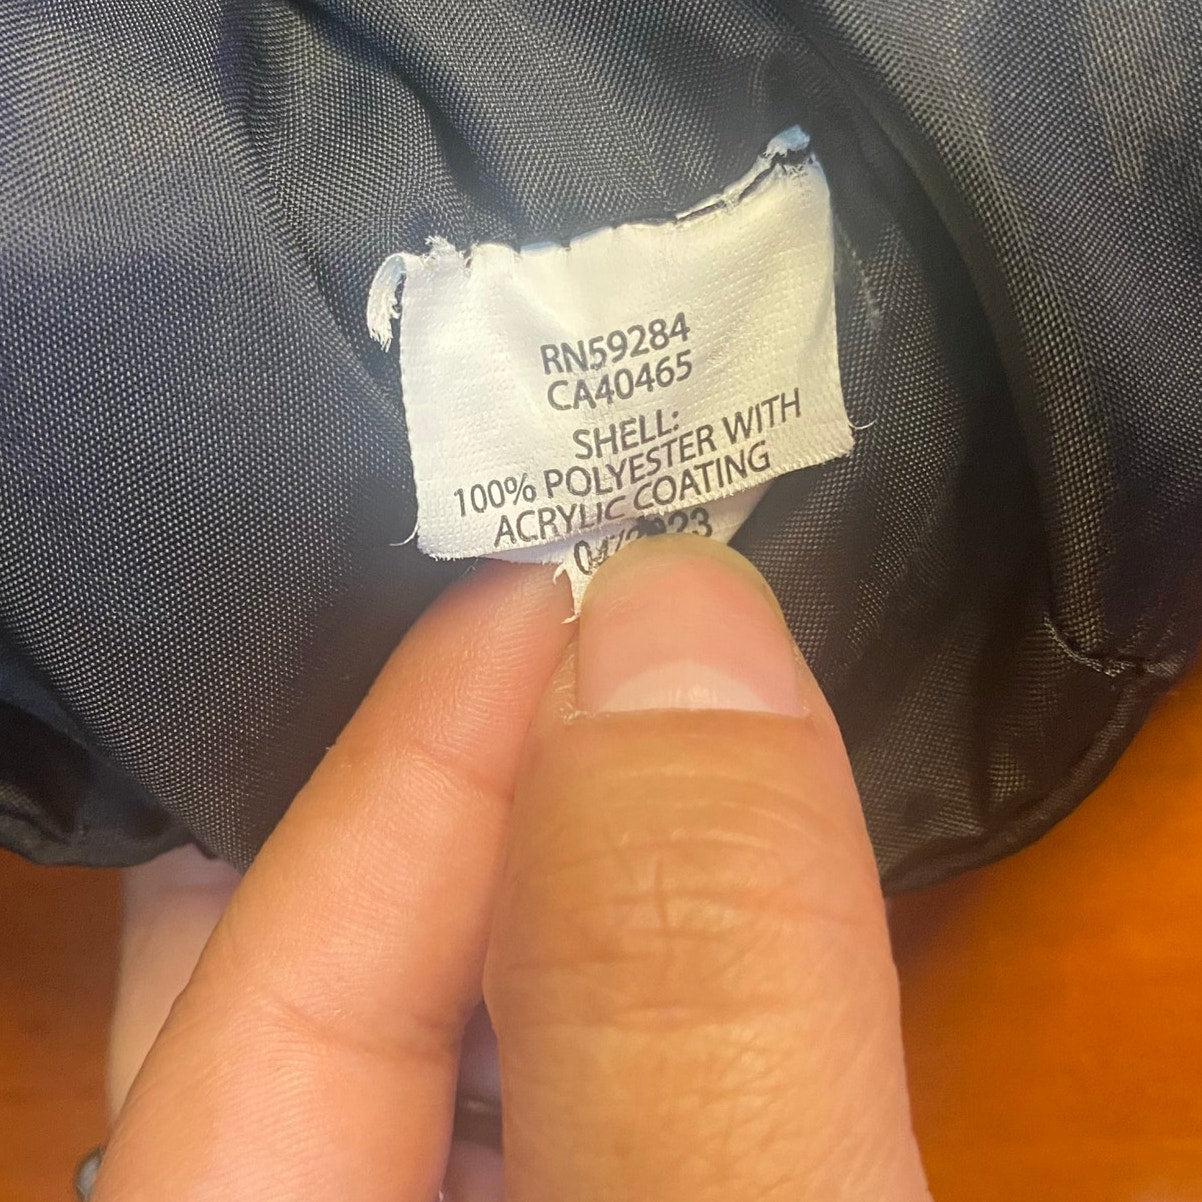 RN59284
CA40465
SHELL:
100% POLYESTER WITH
ACRYLIC COATING